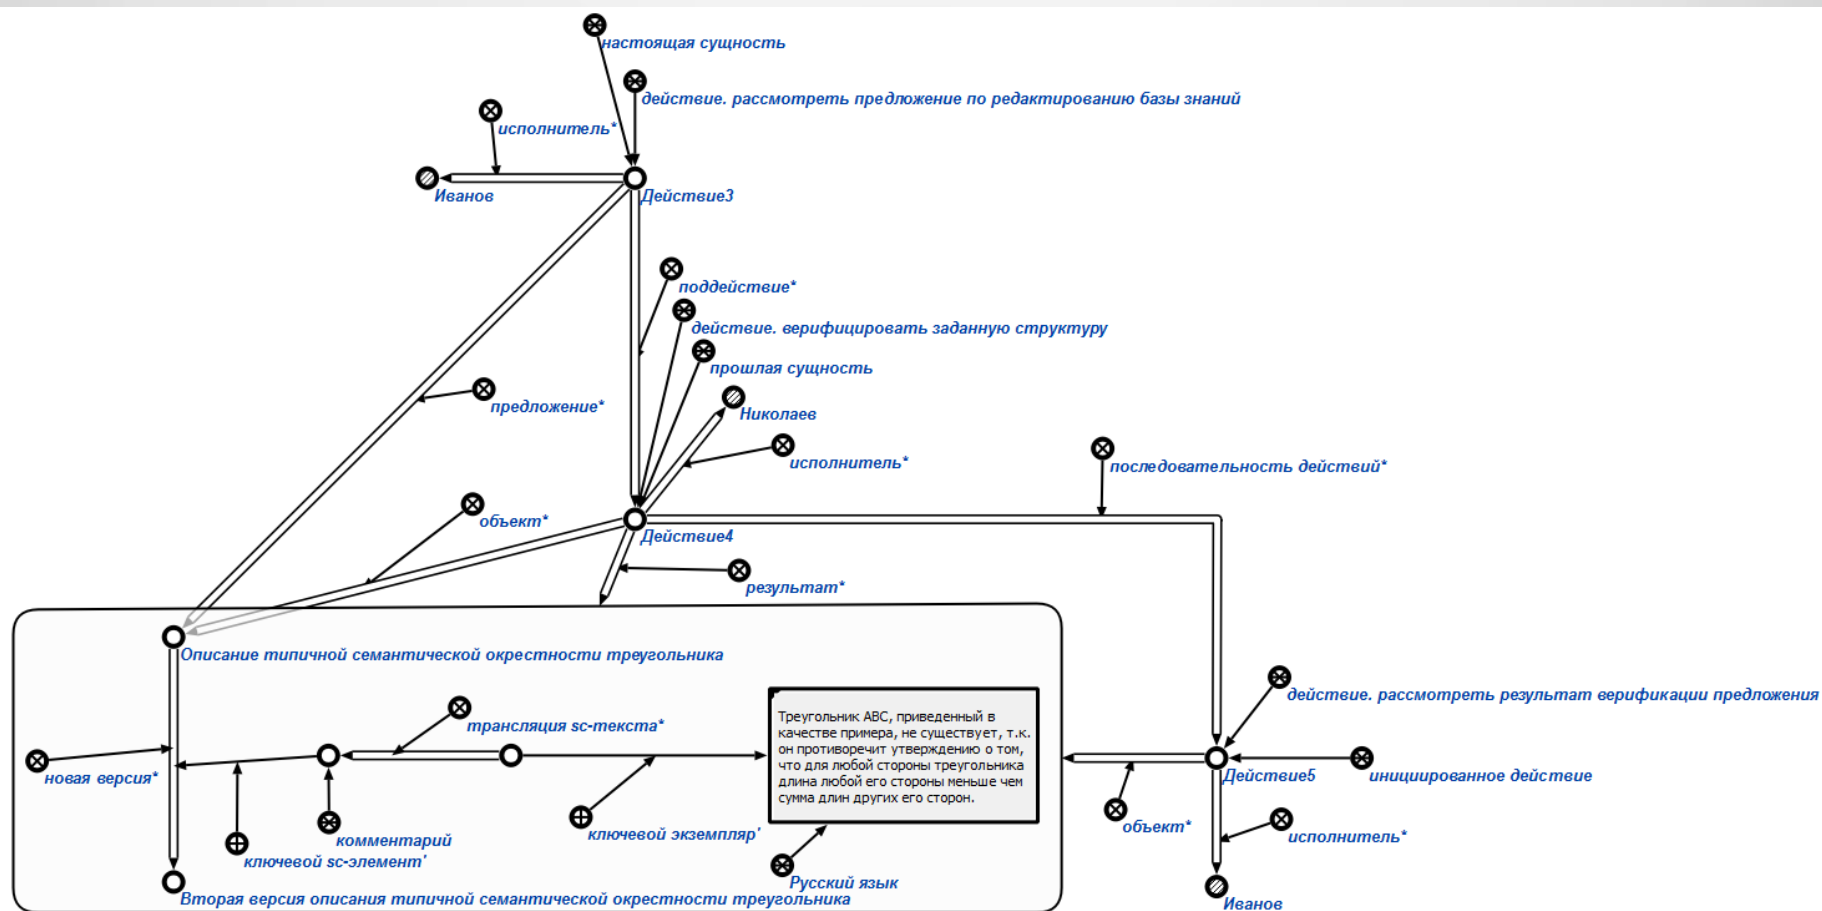 настоящая сущность
действие. рассмотреть предложение по редактированию базы знаний
исполнитель*
Иванов
Действие3
поддействие*
действие. верифицировать заданную структуру
прошлая сущность
Николаев
предложение*
исполнитель*
последовательность действий*
объект*
Действие4
результат*
Описание типичной семантической окрестности треугольника
действие. рассмотреть результат верификации предложения
трансляция sc-текста*
Треугольник ABC, приведенный в
качестве примера, не существует, т.к.
он противоречит утверждению о том,
что для любой стороны треугольника
длина любой его стороны меньше чем
сумма длин других его сторон.
новая версия*
Действие5
инициированное действие
комментарий
ключевой sc-элемент'
ключевой экземпляр'
объект*
исполнитель*
Русский язык
Вторая версия описания типичной семантической окрестности треугольника
Иванов